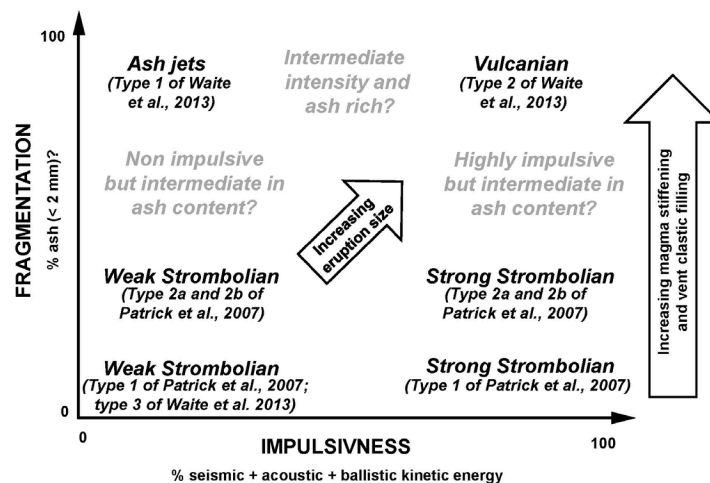 100
Ash jets
(Type 1 of Waite
et al., 2013)
Intermediate
intensity and
ash rich?
Vulcanian
(Type 2 of Waite
et al., 2013)
Non impulsive
but intermediate in
ash content?
Highly impulsive
but intermediate in
ash content?
Increasing
eruption size
Weak Strombolian
(Type 2a and 2b of
Patrick et al., 2007)
Strong Strombolian
(Type 2a and 2b of
Patrick et al., 2007)
Weak Strombolian
(Type 1 of Patrick et al., 2007;
type 3 of Waite et al. 2013)
Strong Strombolian
(Type 1 of Patrick et al., 2007)
FRAGMENTATION
% ash (< 2 mm)?
Increasing magma stiffening
and vent clastic filling
0
0
100
IMPULSIVNESS
% seismic + acoustic + ballistic kinetic energy